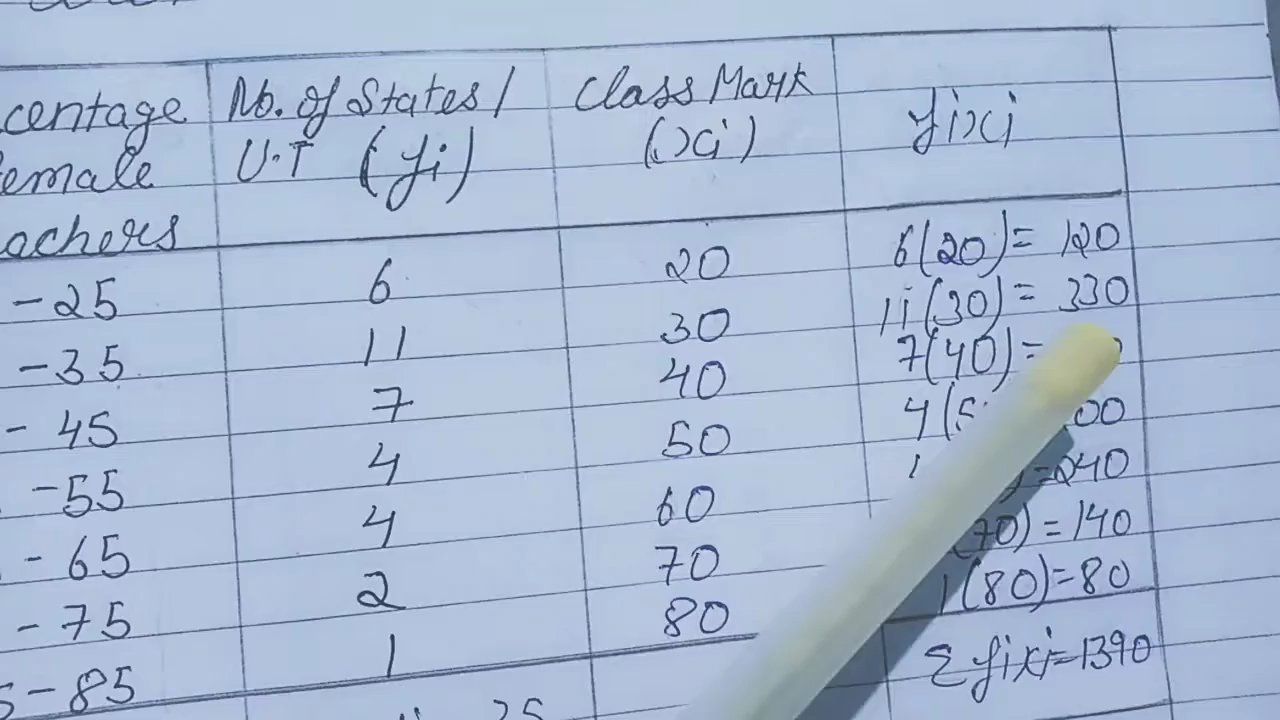 centage No. of States / Class Mark fixi
emale U.T (fi) (xi)
achers
-25 6 20 6(20) = 120
-35 11 30 11(30) = 330
-45 7 40 7(40) =
-55 4 50 4(5 00
-65 4 60 =240
-75 2 70 (70) = 140
-85 1 80 1(80)=80
Σfixi=1390